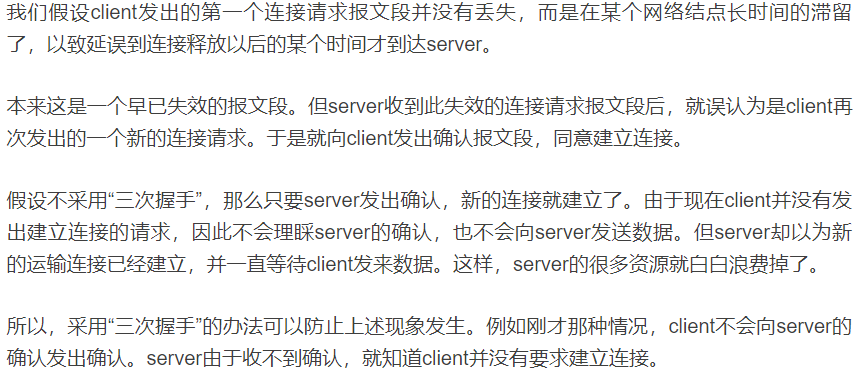 我们假设client发出的第一个连接请求报文段并没有丢失，而是在某个网络结点长时间的滞留
了，以致延误到连接释放以后的某个时间才到达server。
本来这是一个早已失效的报文段。但server收到此失效的连接请求报文段后，就误认为是client再
次发出的一个新的连接请求。于是就向client发出确认报文段，同意建立连接。
假设不采用“三次握手”，那么只要server发出确认，新的连接就建立了。由于现在client并没有发
出建立连接的请求，因此不会理睬server的确认，也不会向server发送数据。但server却以为新
的运输连接已经建立，并一直等待client发来数据。这样，server的很多资源就白白浪费掉了。
所以，采用“三次握手”的办法可以防止上述现象发生。例如刚才那种情况，client不会向server的
确认发出确认。server由于收不到确认，就知道client并没有要求建立连接。